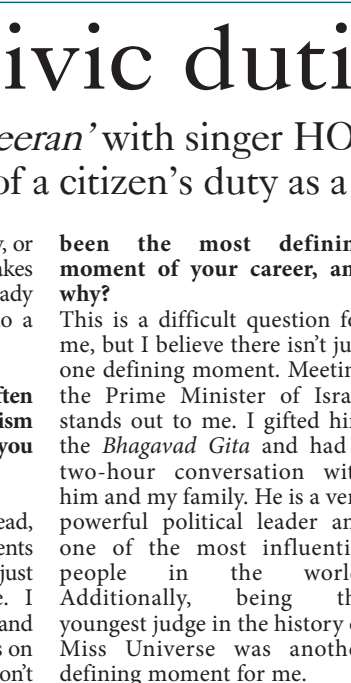 ivic duti
eeran' with singer HO
of a citizen's duty as a
y, or
akes
ady
o a
ften
ism
you
ead,
ents
just
e. I
and
s on
on't
been the most definin
moment of your career, an
why?
This is a difficult question fo
me, but I believe there isn't ju
one defining moment. Meetin
the Prime Minister of Isra
stands out to me. I gifted hi
the Bhagavad Gita and had
two-hour conversation wit
him and my family. He is a ver
powerful political leader an
one of the most influenti
people in the worl
Additionally, being th
youngest judge in the history
Miss Universe was anoth
defining moment for me.